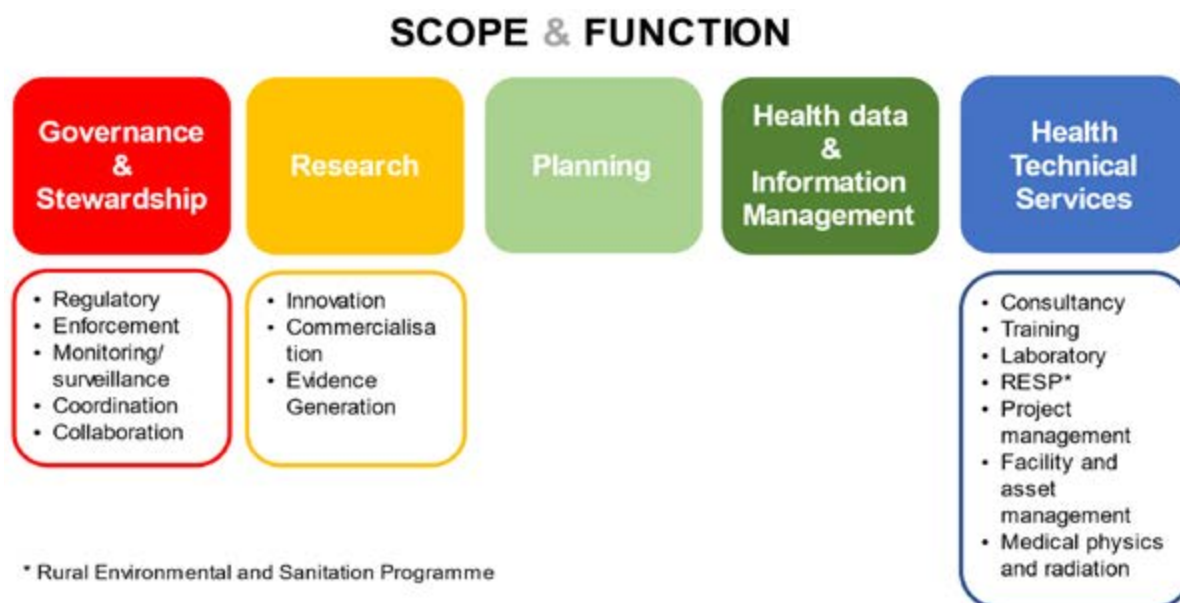 SCOPE & FUNCTION
Governance
&
Stewardship
Research
Planning
Health data
&
Information
Management
Health
Technical
Services
• Regulatory
• Enforcement
• Monitoring/
surveillance
• Coordination
• Collaboration
• Innovation
• Commercialisa
tion
• Evidence
Generation
• Consultancy
• Training
• Laboratory
• RESP*
• Project
management
• Facility and
asset
management
• Medical physics
and radiation
* Rural Environmental and Sanitation Programme